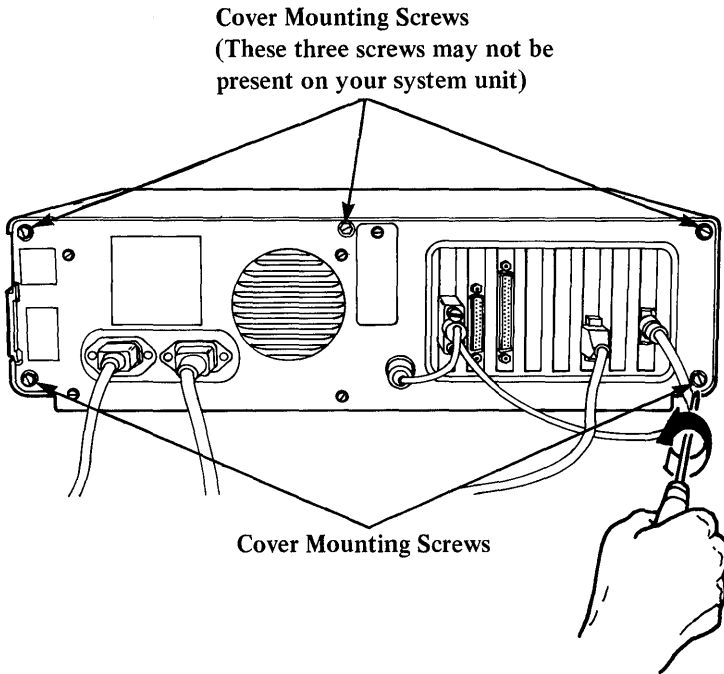 Cover Mounting Screws
(These three screws may not be
present on your system unit)
Cover Mounting Screws